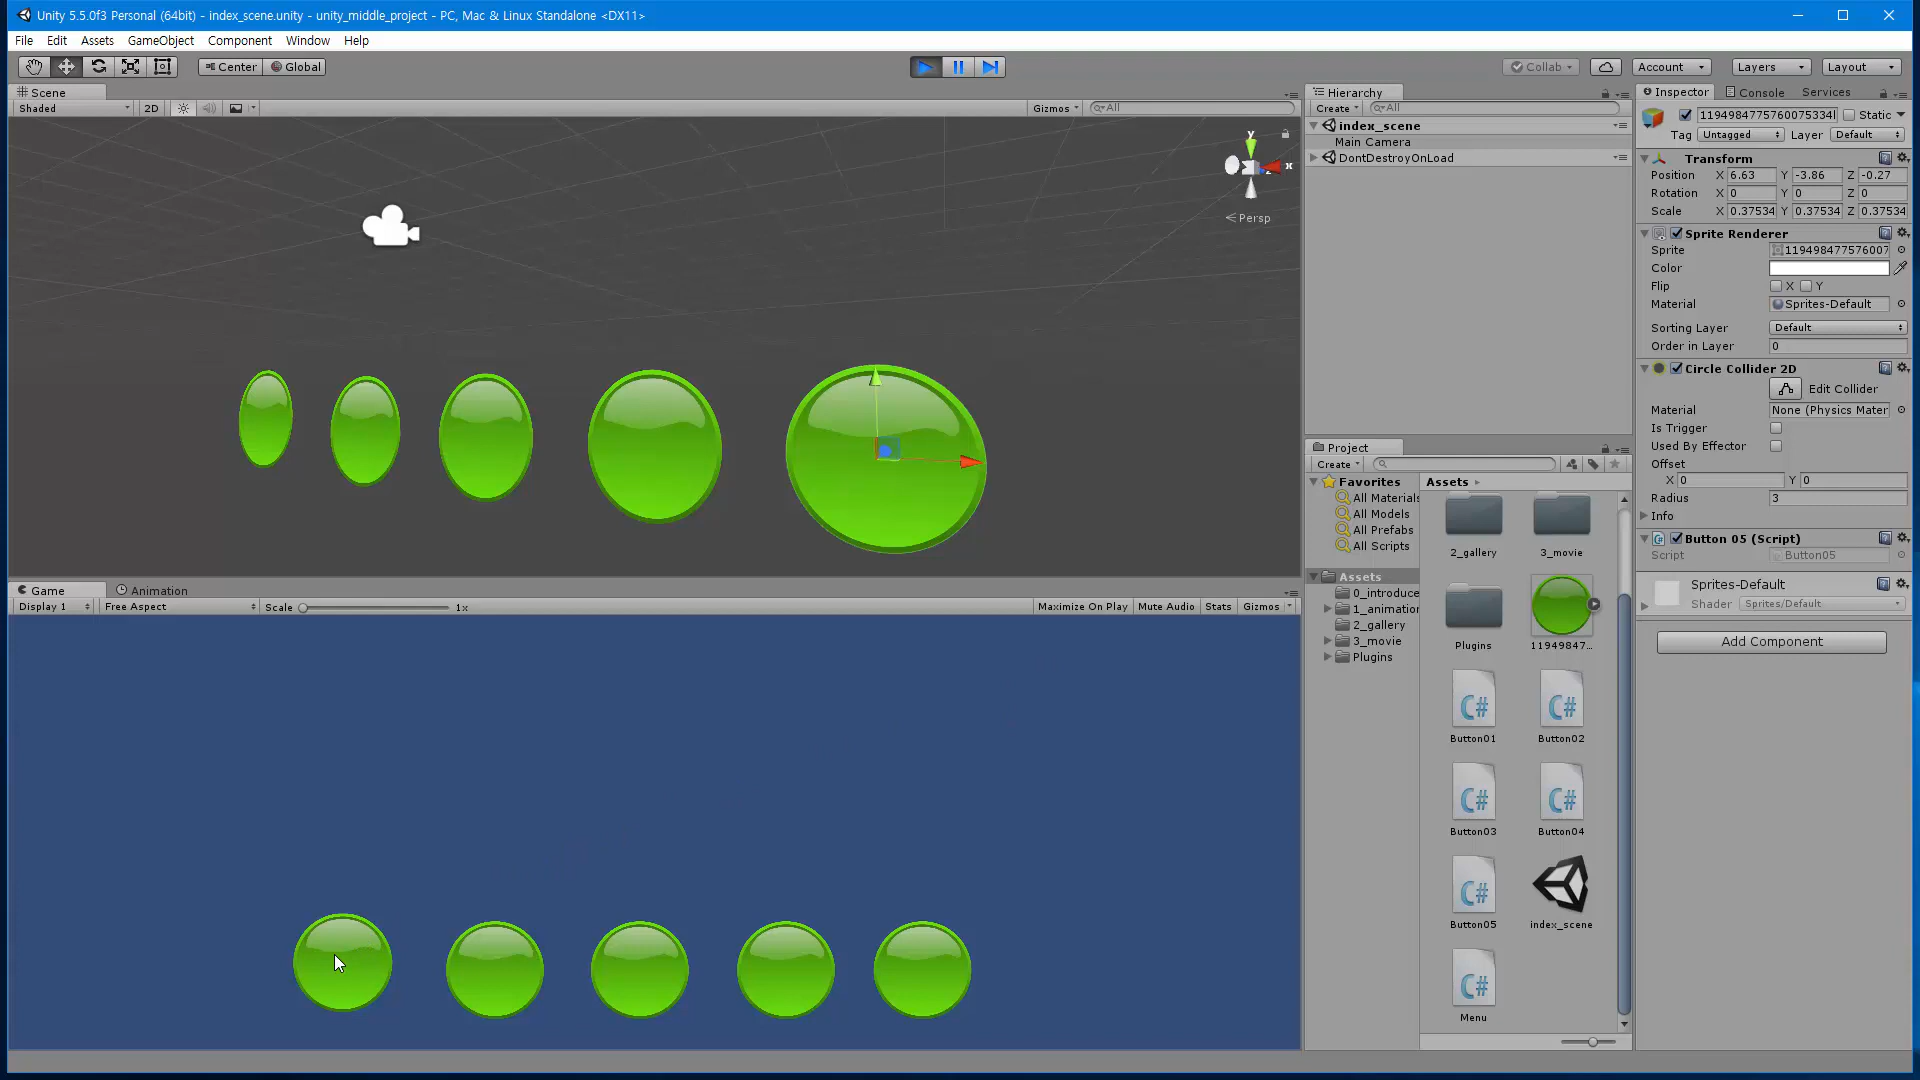 Unity 5.5.0f3 Personal (64bit) - index_scene.unity - unity_middle_project - PC, Mac & Linux Standalone <DX11>
File Edit Assets GameObject Component Window Help
Center Global Collab Account Layers Layout
Scene
Shaded 2D Gizmos All
y
x
Persp
Hierarchy
Create All
index_scene
Main Camera
DontDestroyOnLoad
Game Animation
Display 1 Free Aspect Scale 1x Maximize On Play Mute Audio Stats Gizmos
Project
Create
Favorites
All Materials
All Models
All Prefabs
All Scripts
Assets
0_introduce
1_animation
2_gallery
3_movie
Plugins
Assets
2_gallery 3_movie
Plugins 11949847...
Button01 Button02
Button03 Button04
Button05 index_scene
Menu
Inspector Console Services
Static
Tag Untagged Layer Default
Transform
Position X 6.63 Y -3.86 Z -0.27
Rotation X 0 Y 0 Z 0
Scale X 0.37534 Y 0.37534 Z 0.37534
Sprite Renderer
Sprite 119498477576007
Color
Flip X Y
Material Sprites-Default
Sorting Layer Default
Order in Layer 0
Circle Collider 2D
Edit Collider
Material None (Physics Mater
Is Trigger
Used By Effector
Offset
X 0 Y 0
Radius 3
Info
Button 05 (Script)
Script Button05
Sprites-Default
Shader Sprites/Default
Add Component